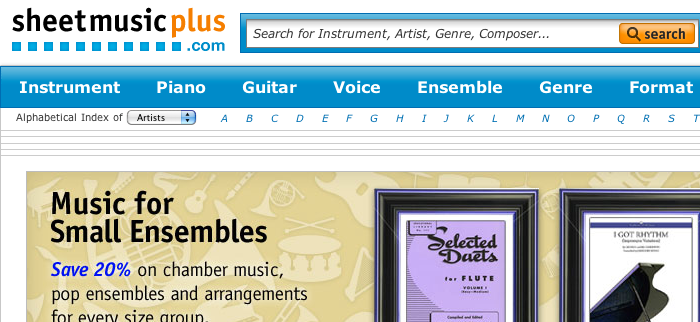 sheetmusicplus
.com
Search for Instrument, Artist, Genre, Composer...
search
Instrument Piano Guitar Voice Ensemble Genre Format
Alphabetical Index of Artists A B C D E F G H I J K L M N O P Q R S T
Music for
Small Ensembles
Save 20% on chamber music,
pop ensembles and arrangements
for every size group.
Selected
Duets
for FLUTE
VOLUME I
(Easy-Medium)
Compiled and Edited
I GOT RHYTHM